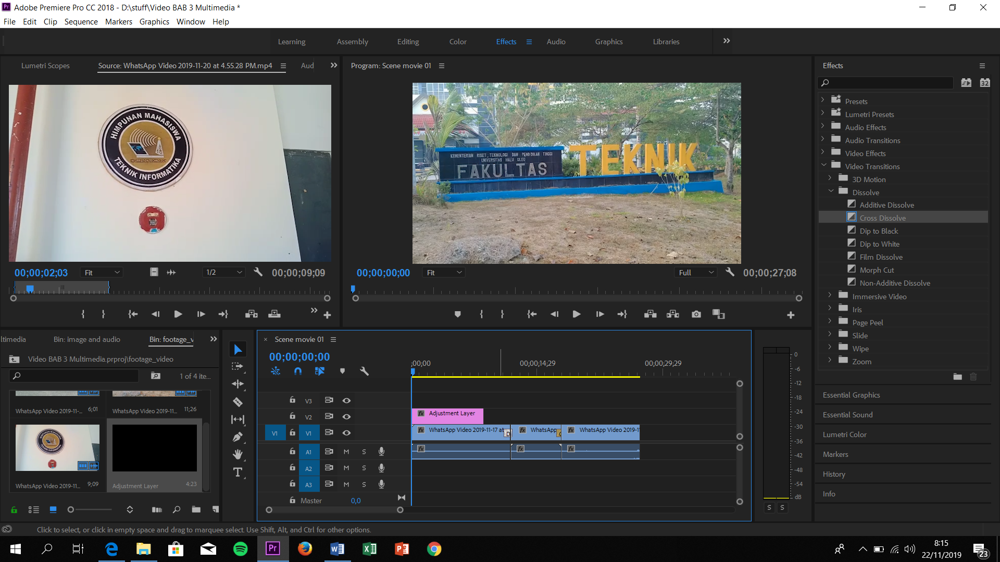 Adobe Premiere Pro CC 2018 - D:\stuff\Video BAB 3 Multimedia *
File Edit Clip Sequence Markers Graphics Window Help
Learning Assembly Editing Color Effects Audio Graphics Libraries
Lumetri Scopes Source: WhatsApp Video 2019-11-20 at 4.55.28 PM.mp4 Aud
Program: Scene movie 01
HIMPUNAN MAHASISWA
INFORMATION TECHNOLOGY
TEKNIK INFORMATIKA
KEMENTERIAN RISET, TEKNOLOGI DAN PENDIDIKAN TINGGI
UNIVERSITAS HALU OLEO
FAKULTAS TEKNIK
00;00;02;03 Fit 1/2 00;00;09;09
00;00;00;00 Fit Full 00;00;27;08
Effects
32
Presets
Lumetri Presets
Audio Effects
Audio Transitions
Video Effects
Video Transitions
3D Motion
Dissolve
Additive Dissolve
Cross Dissolve
Dip to Black
Dip to White
Film Dissolve
Morph Cut
Non-Additive Dissolve
Immersive Video
Iris
Page Peel
Slide
Wipe
Zoom
Essential Graphics
Essential Sound
Lumetri Color
Markers
History
Info
ltimedia Bin: image and audio Bin: footage_v
Video BAB 3 Multimedia.prproj\footage_video
1 of 4 ite...
WhatsApp Video 2019-11-... 6;01 WhatsApp Video 2019-11... 11;26
WhatsApp Video 2019-11... 9;09 Adjustment Layer 4:23
Scene movie 01
00;00;00;00
;00;00 00;00;14;29 00;00;29;29
V3
V2 fx Adjustment Layer
V1 V1 fx WhatsApp Video 2019-11-17 at fx WhatsApp fx WhatsApp Video 2019-1
A1 M S fx fx fx
A2 M S
A3 M S
Master 0,0
0
-6
-12
-18
-24
-30
-36
-42
-48
-54
dB
S S
Click to select, or click in empty space and drag to marquee select. Use Shift, Alt, and Ctrl for other options.
8:15
22/11/2019
23